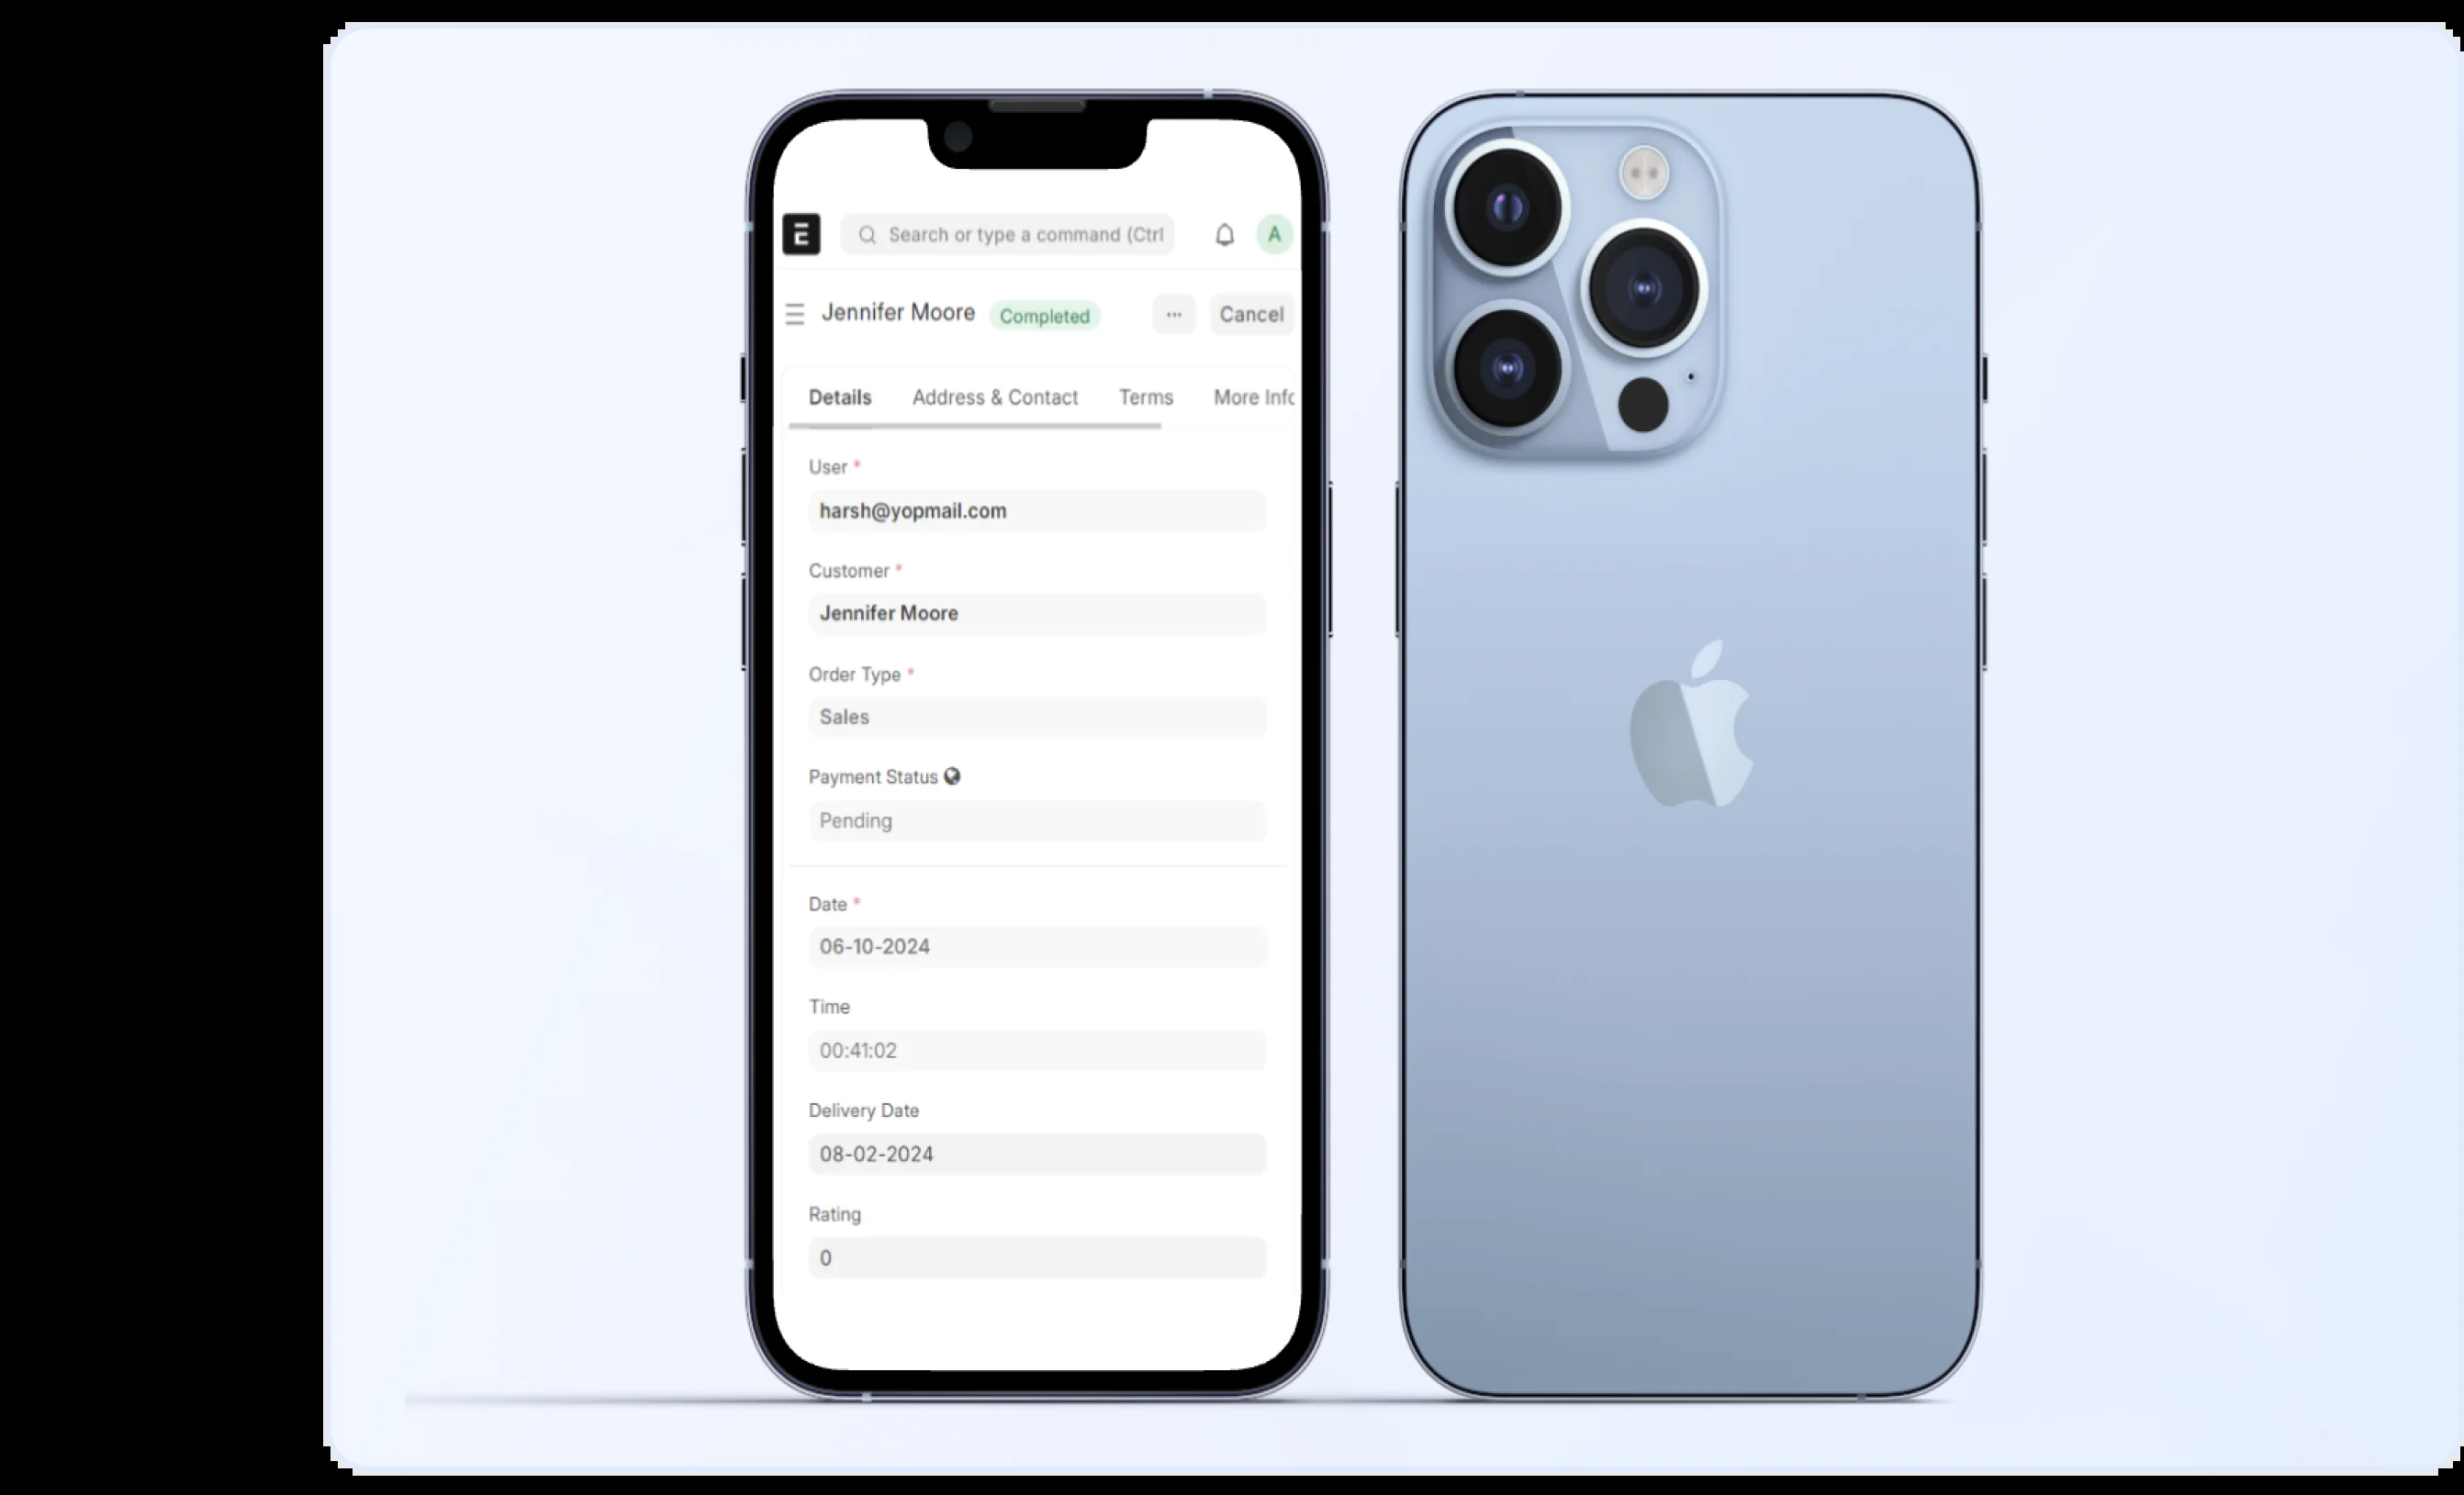 E
Search or type a command (Ctrl
A
Jennifer Moore
Completed
...
Cancel
Details
Address & Contact
Terms
More Info
User *
harsh@yopmail.com
Customer *
Jennifer Moore
Order Type *
Sales
Payment Status
Pending
Date *
06-10-2024
Time
00:41:02
Delivery Date
08-02-2024
Rating
0